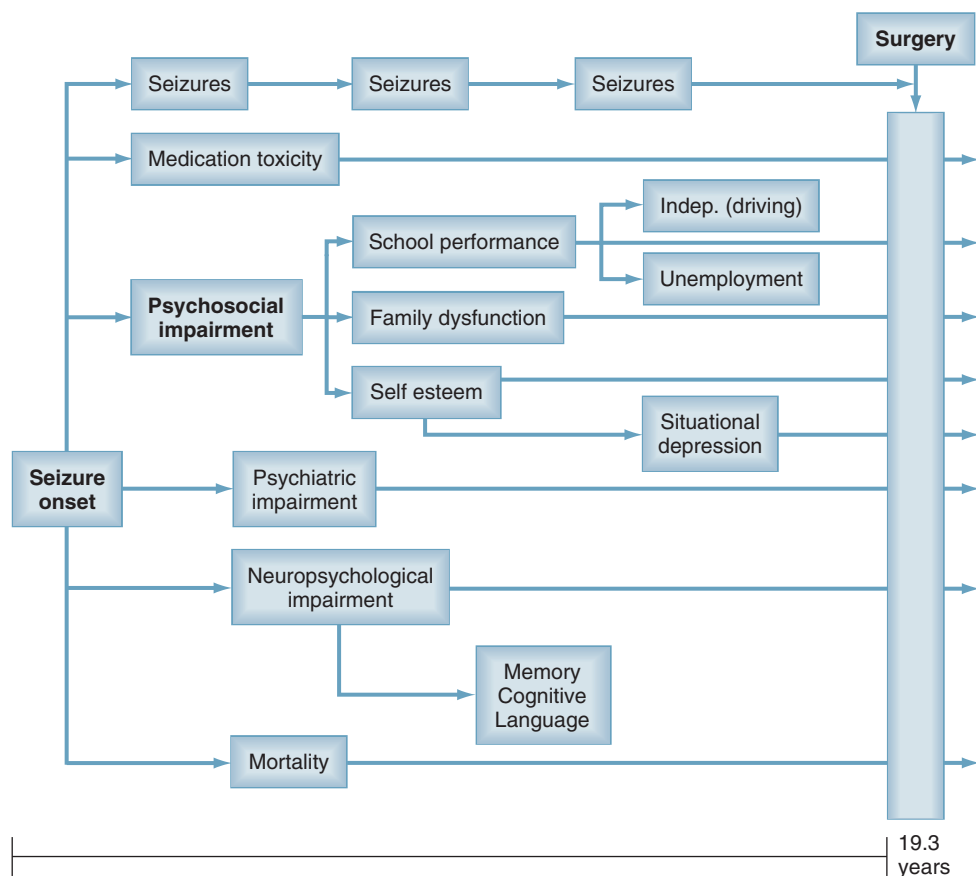 Surgery
Seizures
Seizures
Seizures
Medication toxicity
Indep. (driving)
School performance
Unemployment
Psychosocial
impairment
Family dysfunction
Self esteem
Situational
depression
Seizure
onset
Psychiatric
impairment
Neuropsychological
impairment
Memory
Cognitive
Language
Mortality
19.3
years